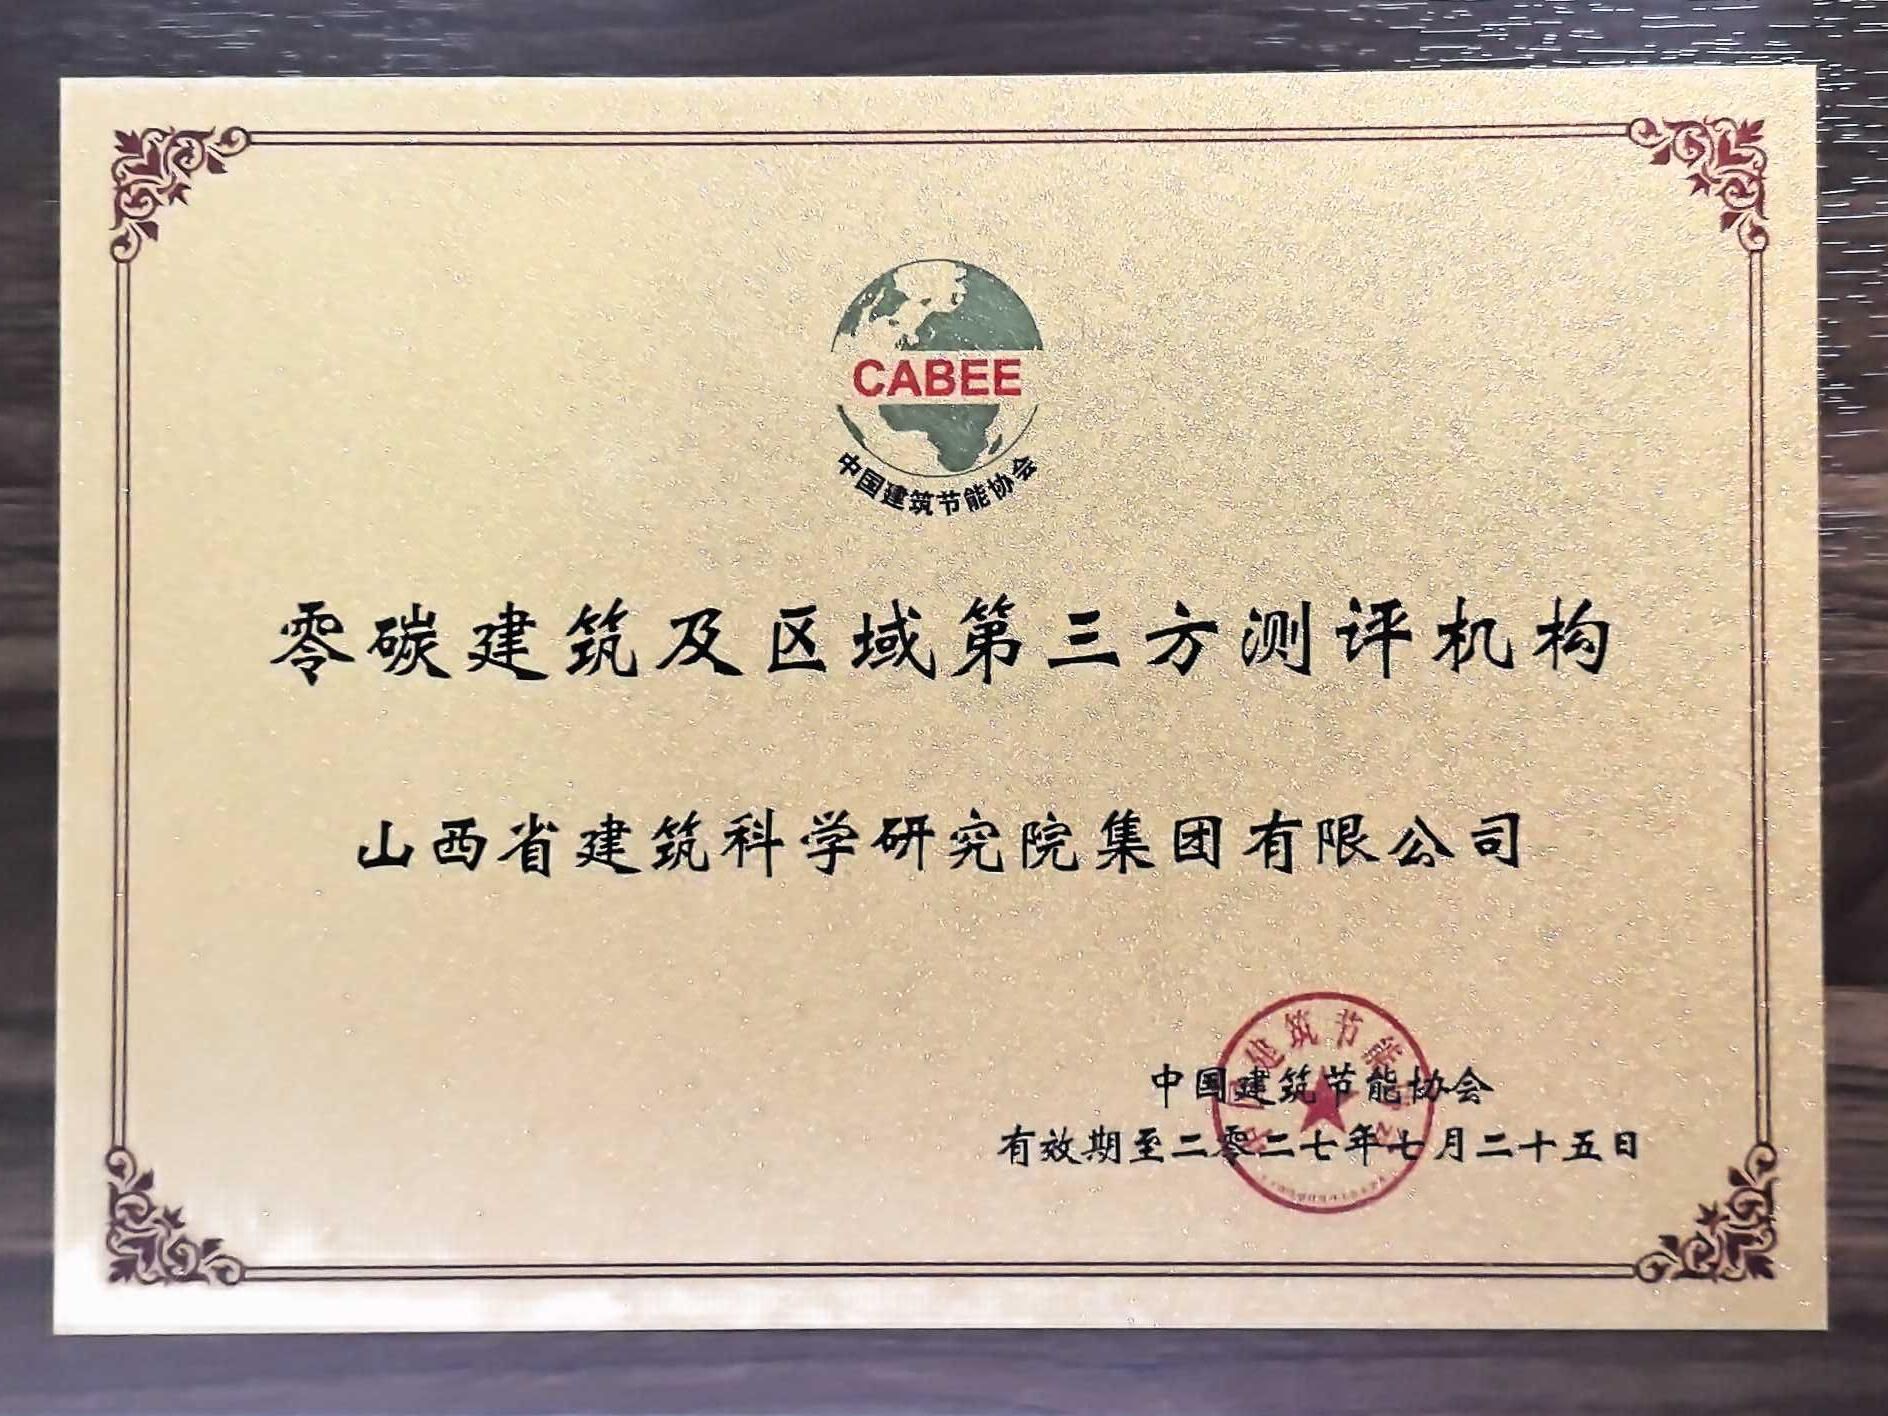 CABEE
中国建筑节能协会
零碳建筑及区域第三方测评机构
山西省建筑科学研究院集团有限公司
中国建筑节能协会
有效期至二零二七年七月二十五日